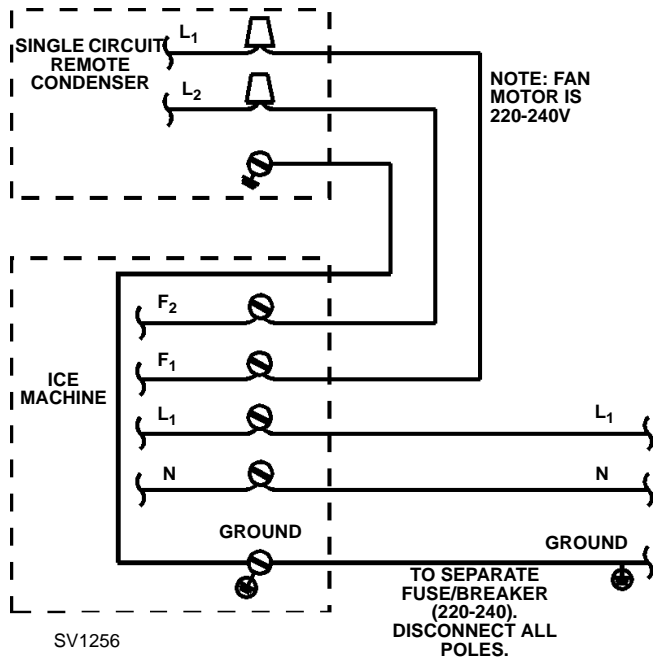 SINGLE CIRCUIT
REMOTE
CONDENSER
L1
L2
NOTE: FAN
MOTOR IS
220-240V
F2
F1
ICE
MACHINE
L1
L1
N
N
GROUND
GROUND
TO SEPARATE
FUSE/BREAKER
(220-240).
DISCONNECT ALL
POLES.
SV1256